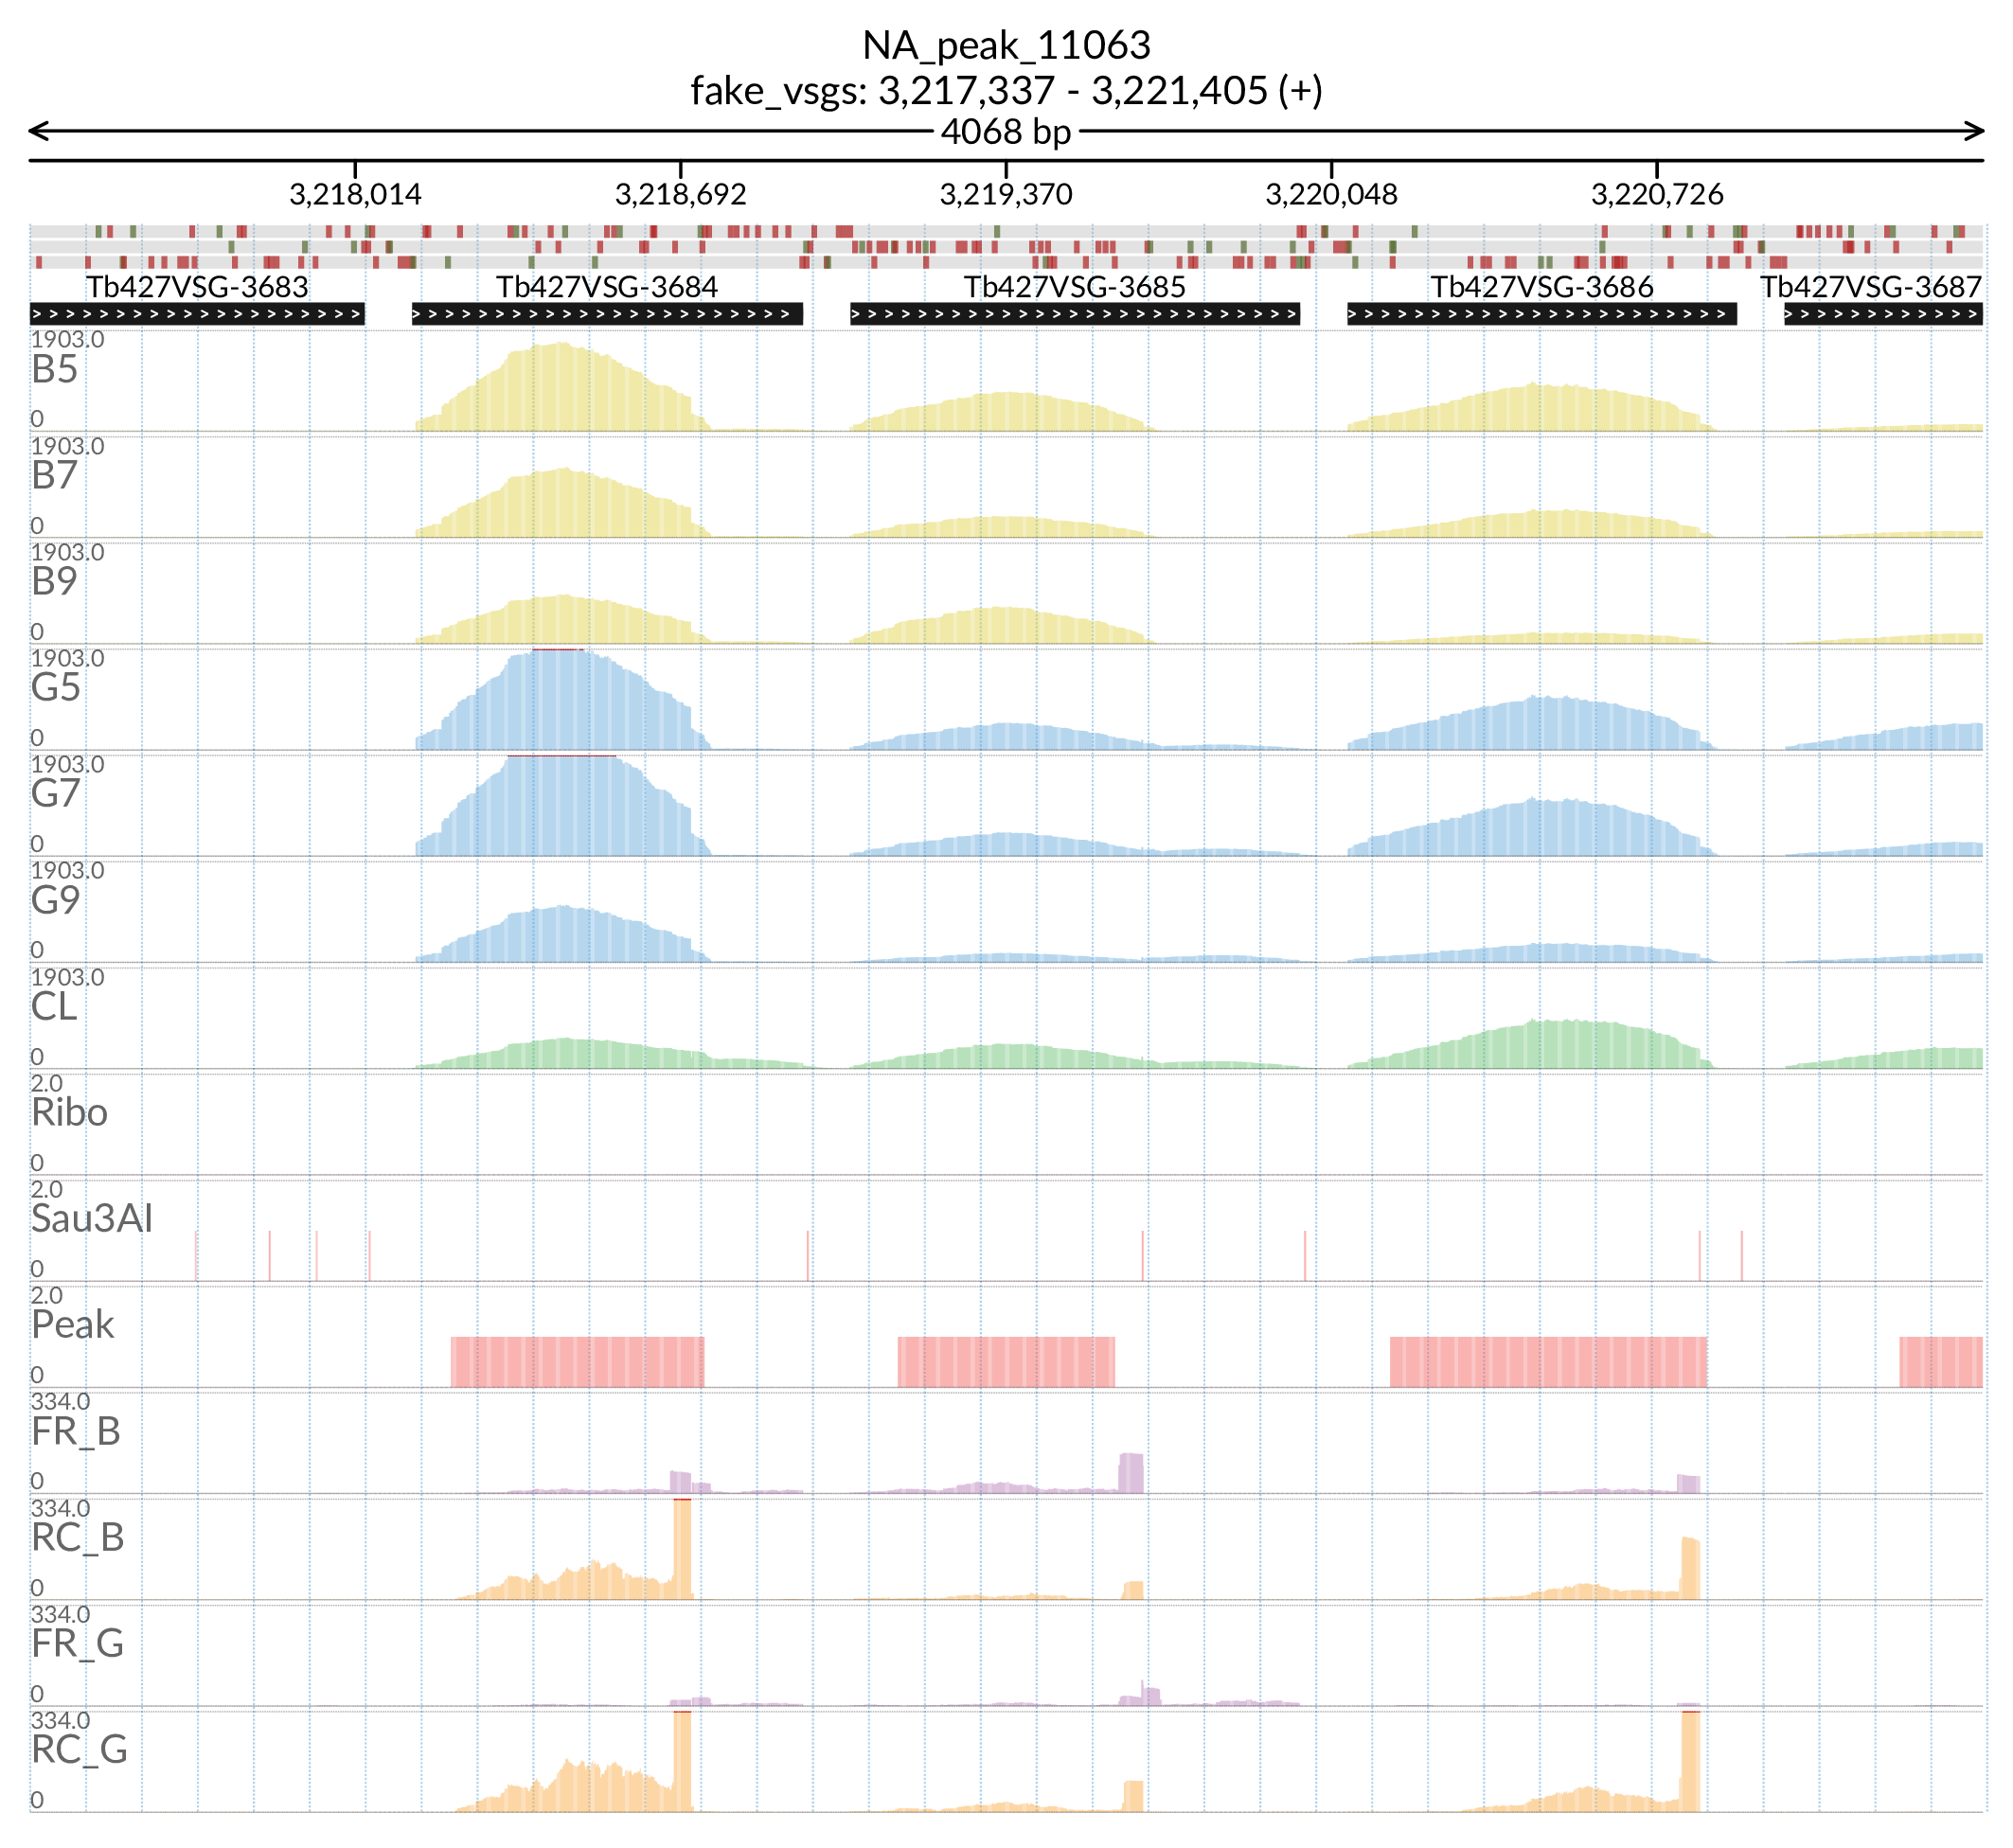 NA_peak_11063
fake_vsgs: 3,217,337 - 3,221,405 (+)
4068 bp
3,218,014 3,218,692 3,219,370 3,220,048 3,220,726
Tb427VSG-3683 Tb427VSG-3684 Tb427VSG-3685 Tb427VSG-3686 Tb427VSG-3687
1903.0
B5
0
1903.0
B7
0
1903.0
B9
0
1903.0
G5
0
1903.0
G7
0
1903.0
G9
0
1903.0
CL
0
2.0
Ribo
0
2.0
Sau3AI
0
2.0
Peak
0
334.0
FR_B
0
334.0
RC_B
0
334.0
FR_G
0
334.0
RC_G
0